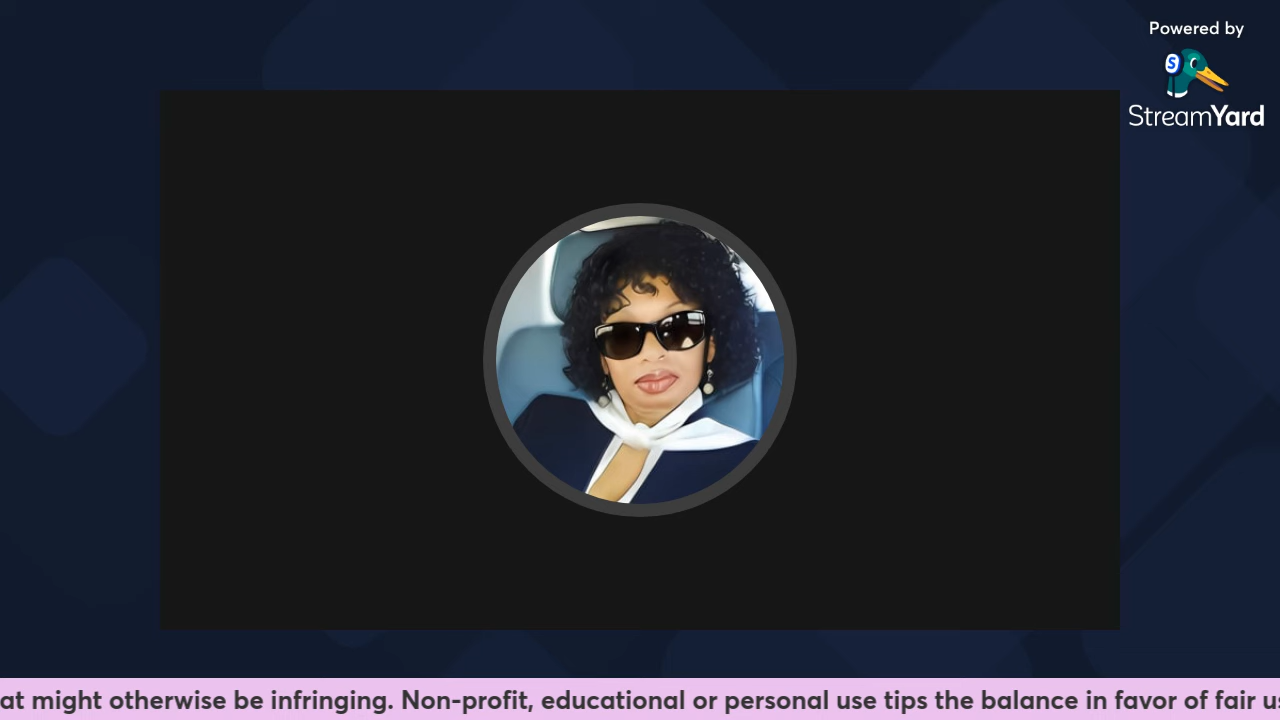 Powered by
S
StreamYard
at might otherwise be infringing. Non-profit, educational or personal use tips the balance in favor of fair us